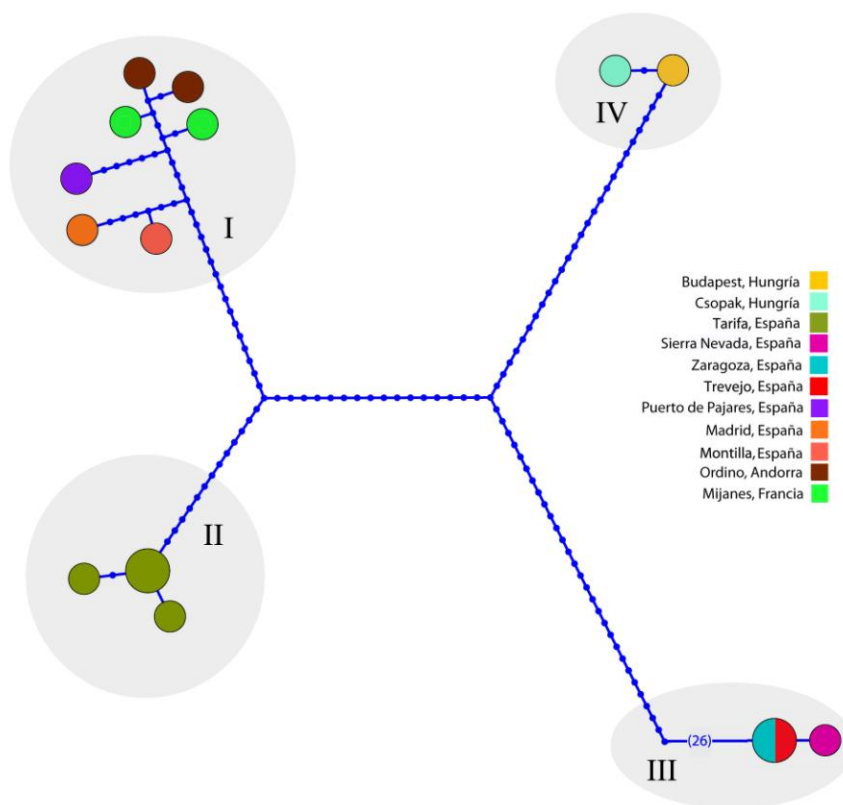 IV
I
Budapest, Hungría
Csopak, Hungría
Tarifa, España
Sierra Nevada, España
Zaragoza, España
Trevejo, España
Puerto de Pajares, España
Madrid, España
Montilla, España
Ordino, Andorra
Mijanes, Francia
II
(26)
III